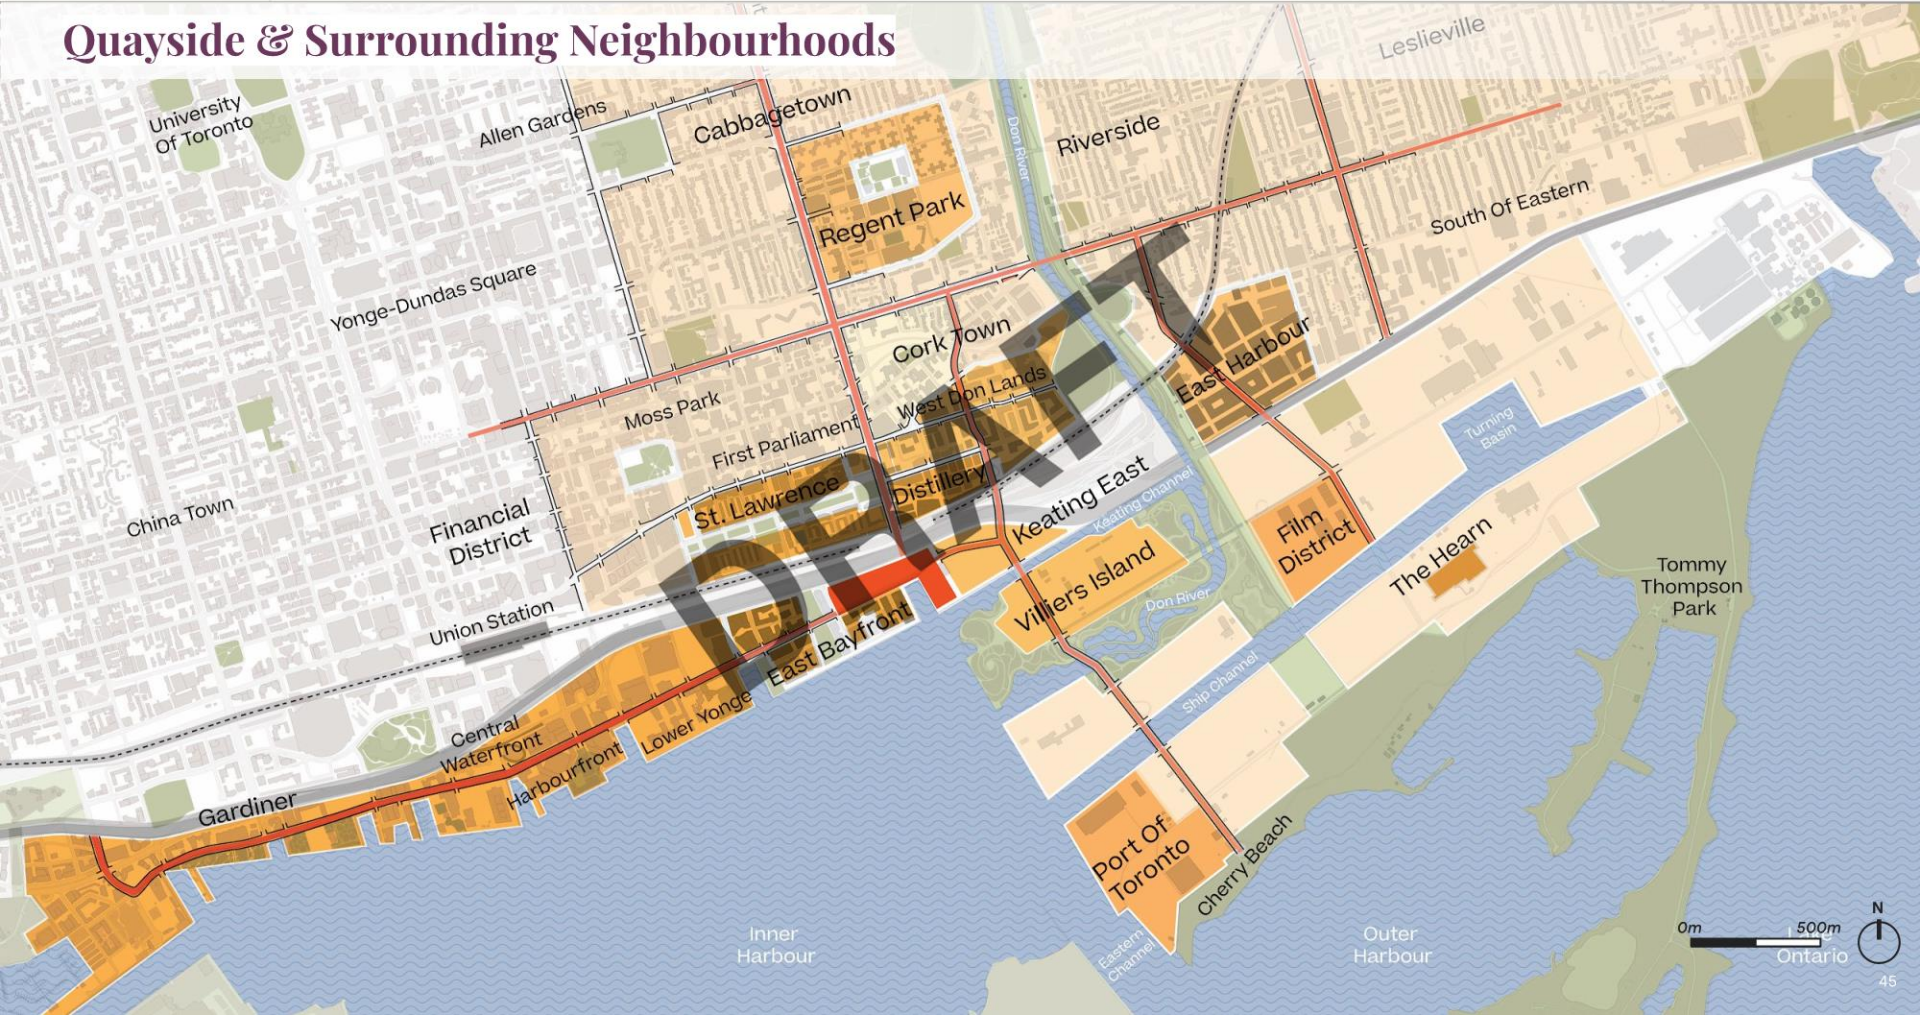 Quayside & Surrounding Neighbourhoods
Leslieville
University
Of Toronto
Allen Gardens
Cabbagetown
Don River
Riverside
Regent Park
South Of Eastern
Yonge-Dundas Square
Cork Town
East Harbour
Moss Park
West Don Lands
First Parliament
Turning
Basin
St. Lawrence
Distillery
Keating East
Keating Channel
China Town
Financial
District
Film
District
The Hearn
Villiers Island
Don River
Tommy
Thompson
Park
Union Station
East Bayfront
Ship Channel
Lower Yonge
Central
Waterfront
Harbourfront
Gardiner
Port Of
Toronto
Cherry Beach
Inner
Harbour
Eastern
Channel
Outer
Harbour
N
0m 500m
Lake
Ontario
45
DRAFT